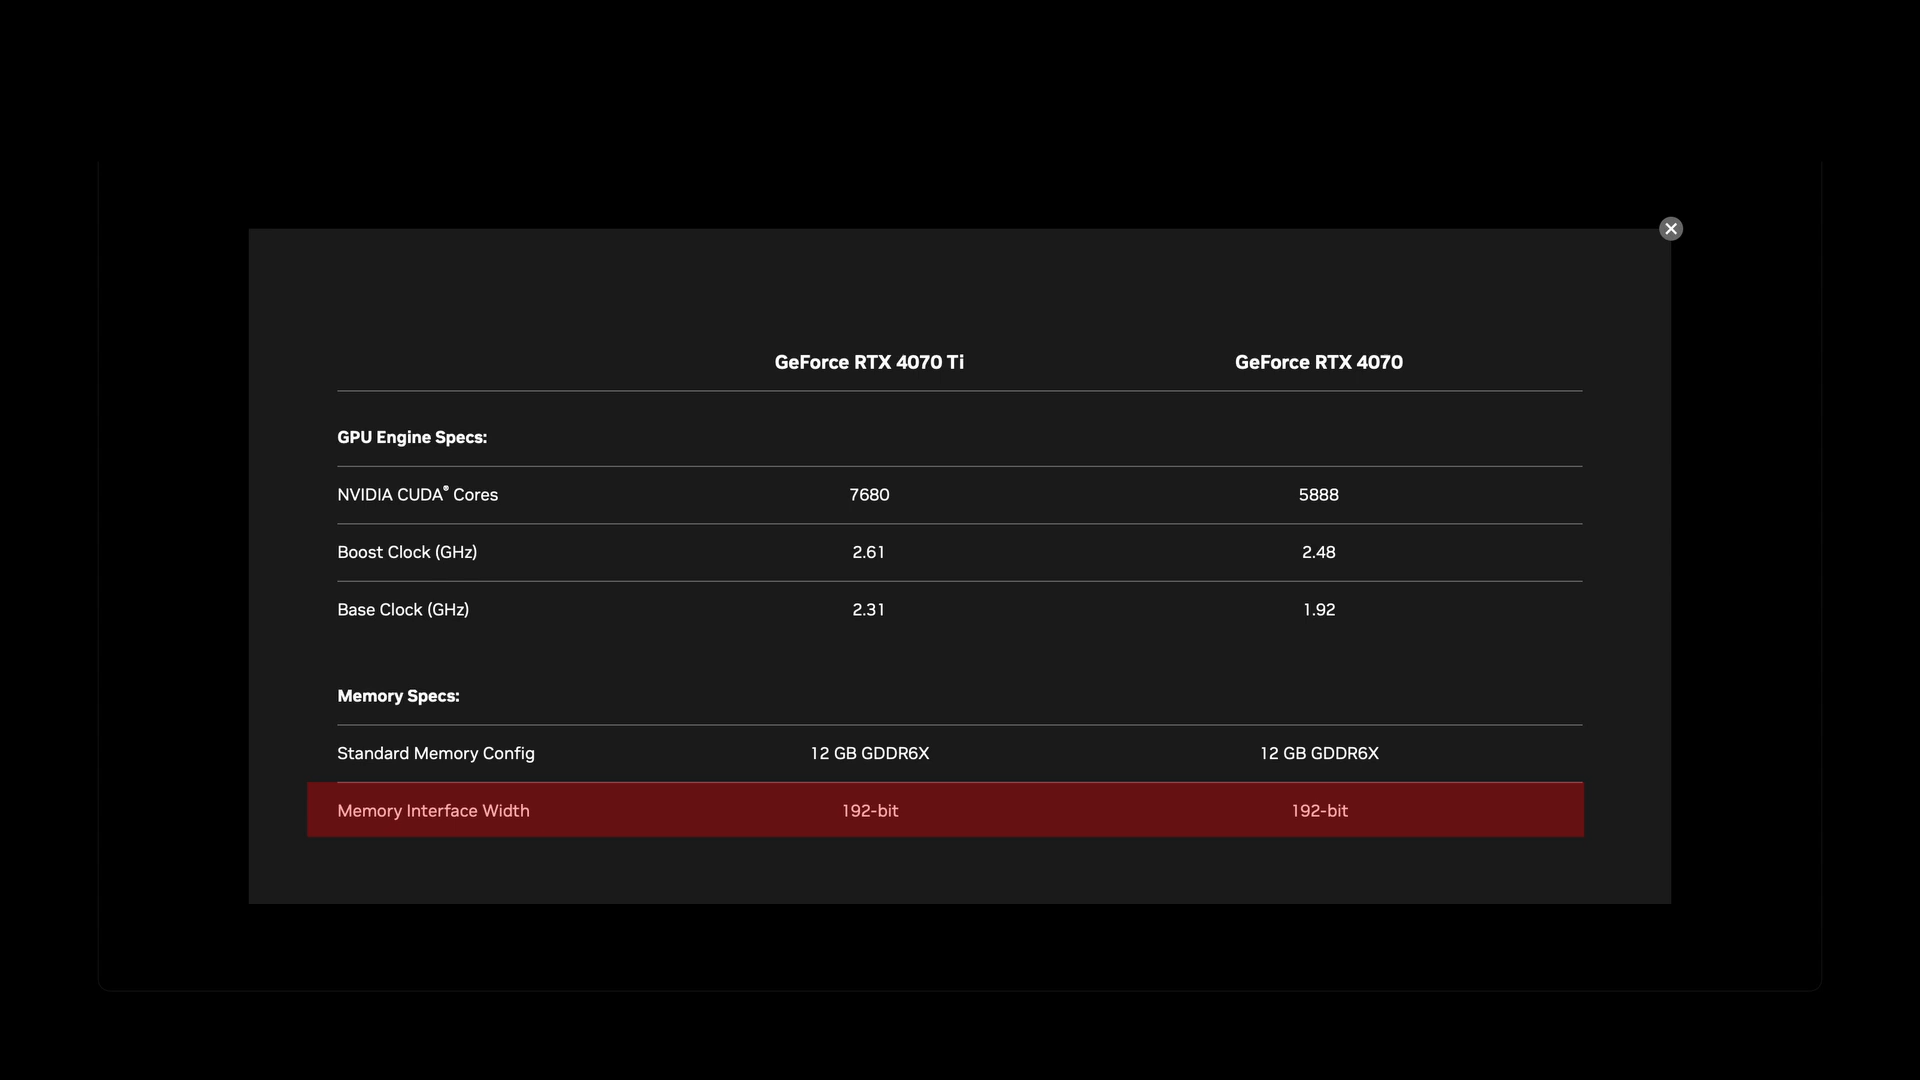 GeForce RTX 4070 Ti GeForce RTX 4070
GPU Engine Specs:
NVIDIA CUDA® Cores 7680 5888
Boost Clock (GHz) 2.61 2.48
Base Clock (GHz) 2.31 1.92
Memory Specs:
Standard Memory Config 12 GB GDDR6X 12 GB GDDR6X
Memory Interface Width 192-bit 192-bit